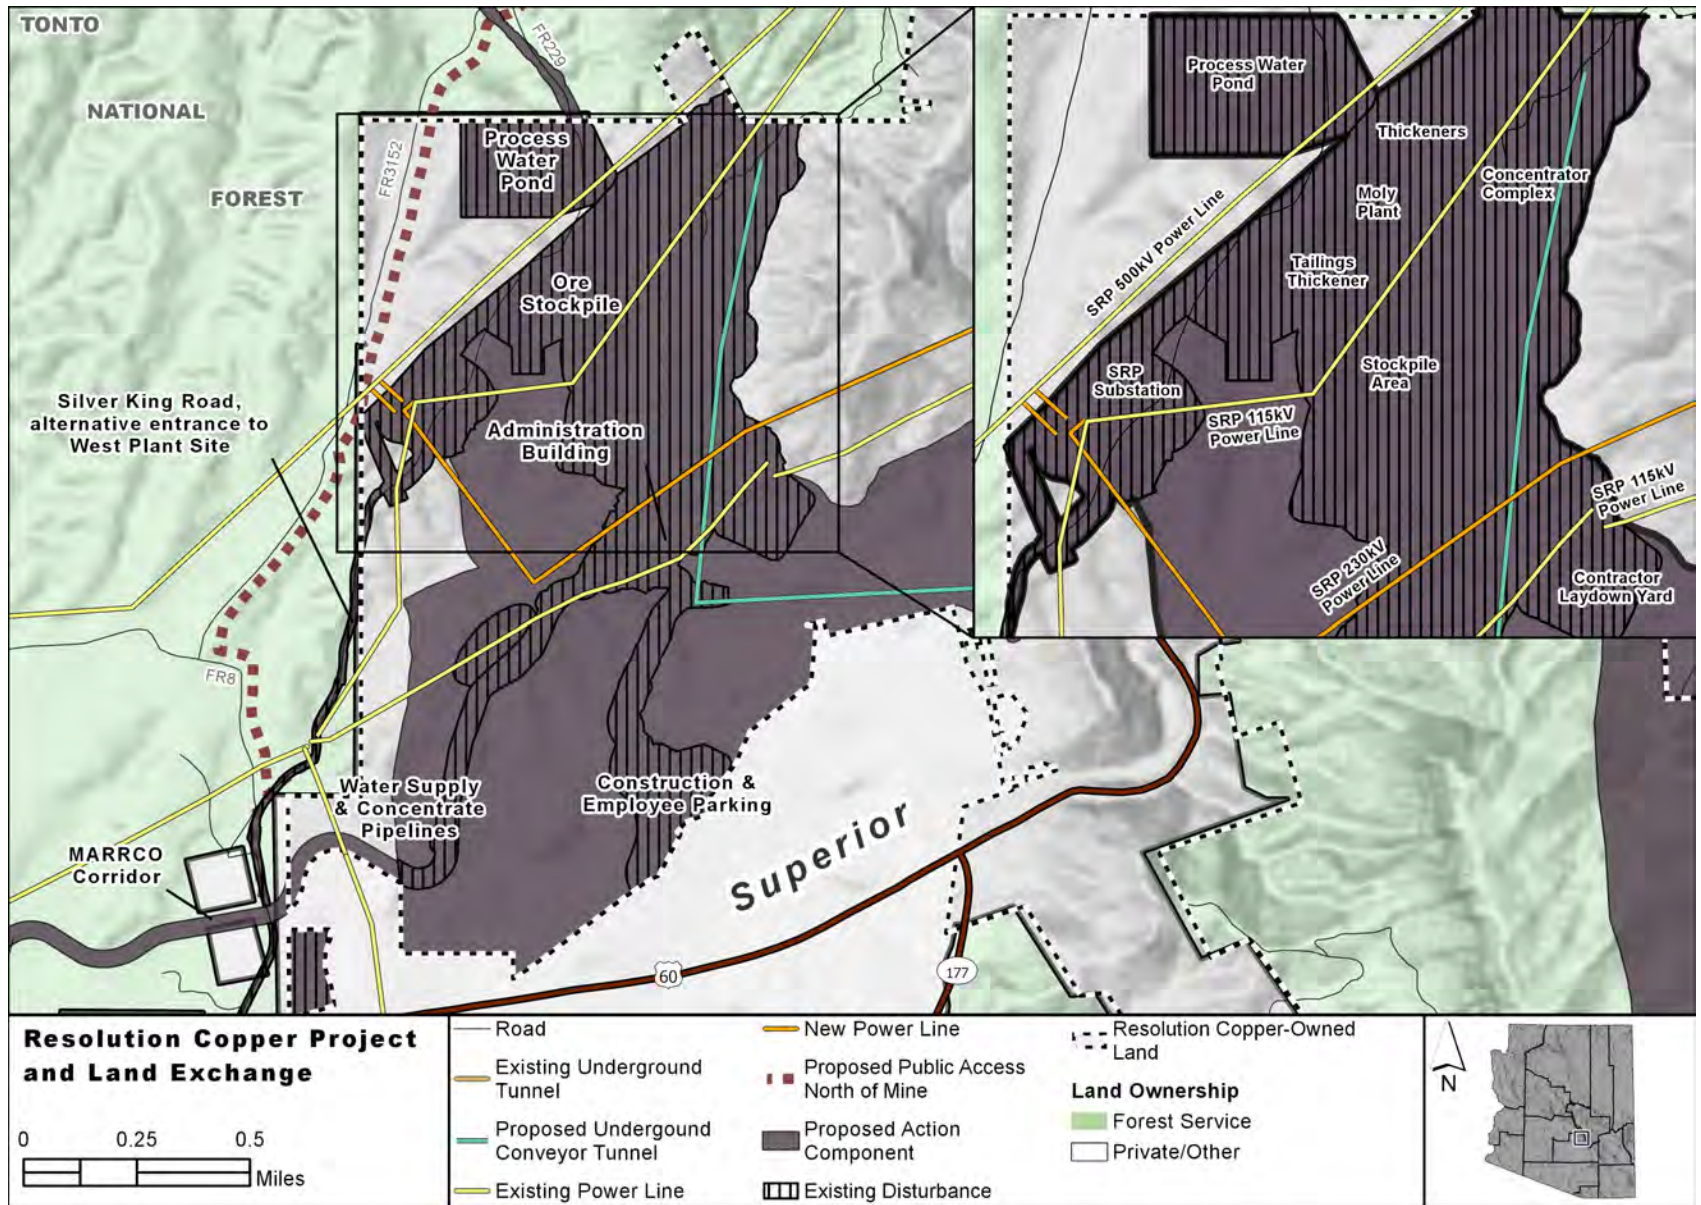 TONTO
NATIONAL
FOREST
FR229
FR3152
Process
Water
Pond
Ore
Stockpile
Silver King Road,
alternative entrance to
West Plant Site
Administration
Building
FR8
Water Supply
& Concentrate
Pipelines
Construction &
Employee Parking
MARRCO
Corridor
Superior
60
177
Process Water
Pond
Thickeners
Concentrator
Complex
Moly
Plant
SRP 500kV Power Line
Tailings
Thickener
SRP
Substation
Stockpile
Area
SRP 115kV
Power Line
SRP 115kV
Power Line
SRP 230kV
Power Line
Contractor
Laydown Yard
Resolution Copper Project
and Land Exchange
0 0.25 0.5
Miles
Road
Existing Underground
Tunnel
Proposed Undergound
Conveyor Tunnel
Existing Power Line
New Power Line
Proposed Public Access
North of Mine
Proposed Action
Component
Existing Disturbance
Resolution Copper-Owned
Land
Land Ownership
Forest Service
Private/Other
N